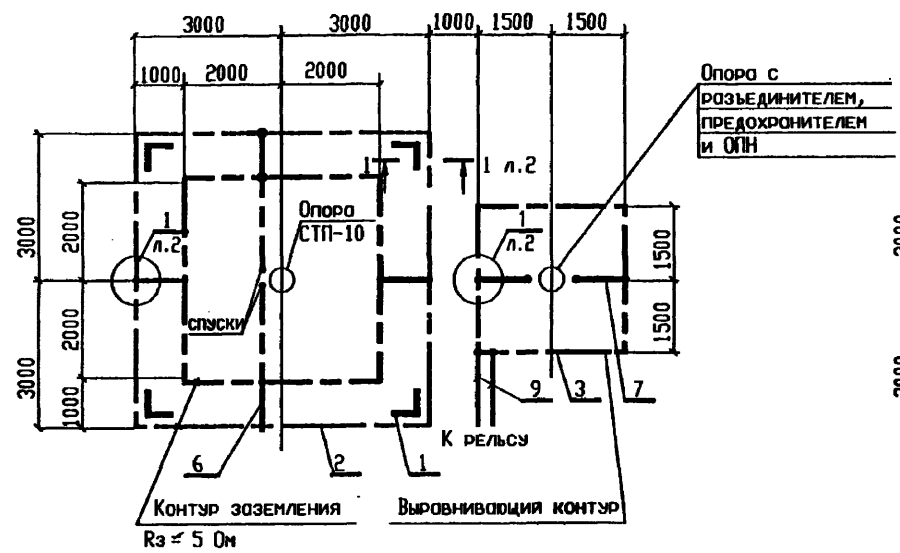 3000 3000 1000 1500 1500
1000 2000 2000
Опора с
разъединителем,
предохранителем
и ОПН
1 1 л.2
3000
2000
1
л.2
Опора
СТП-10
1
л.2
1500
спуски
3000
2000
1000
1500
9 3 7
К рельсу
6 2 1
Контур заземления
Выравнивающий контур
Rз ≤ 5 Ом